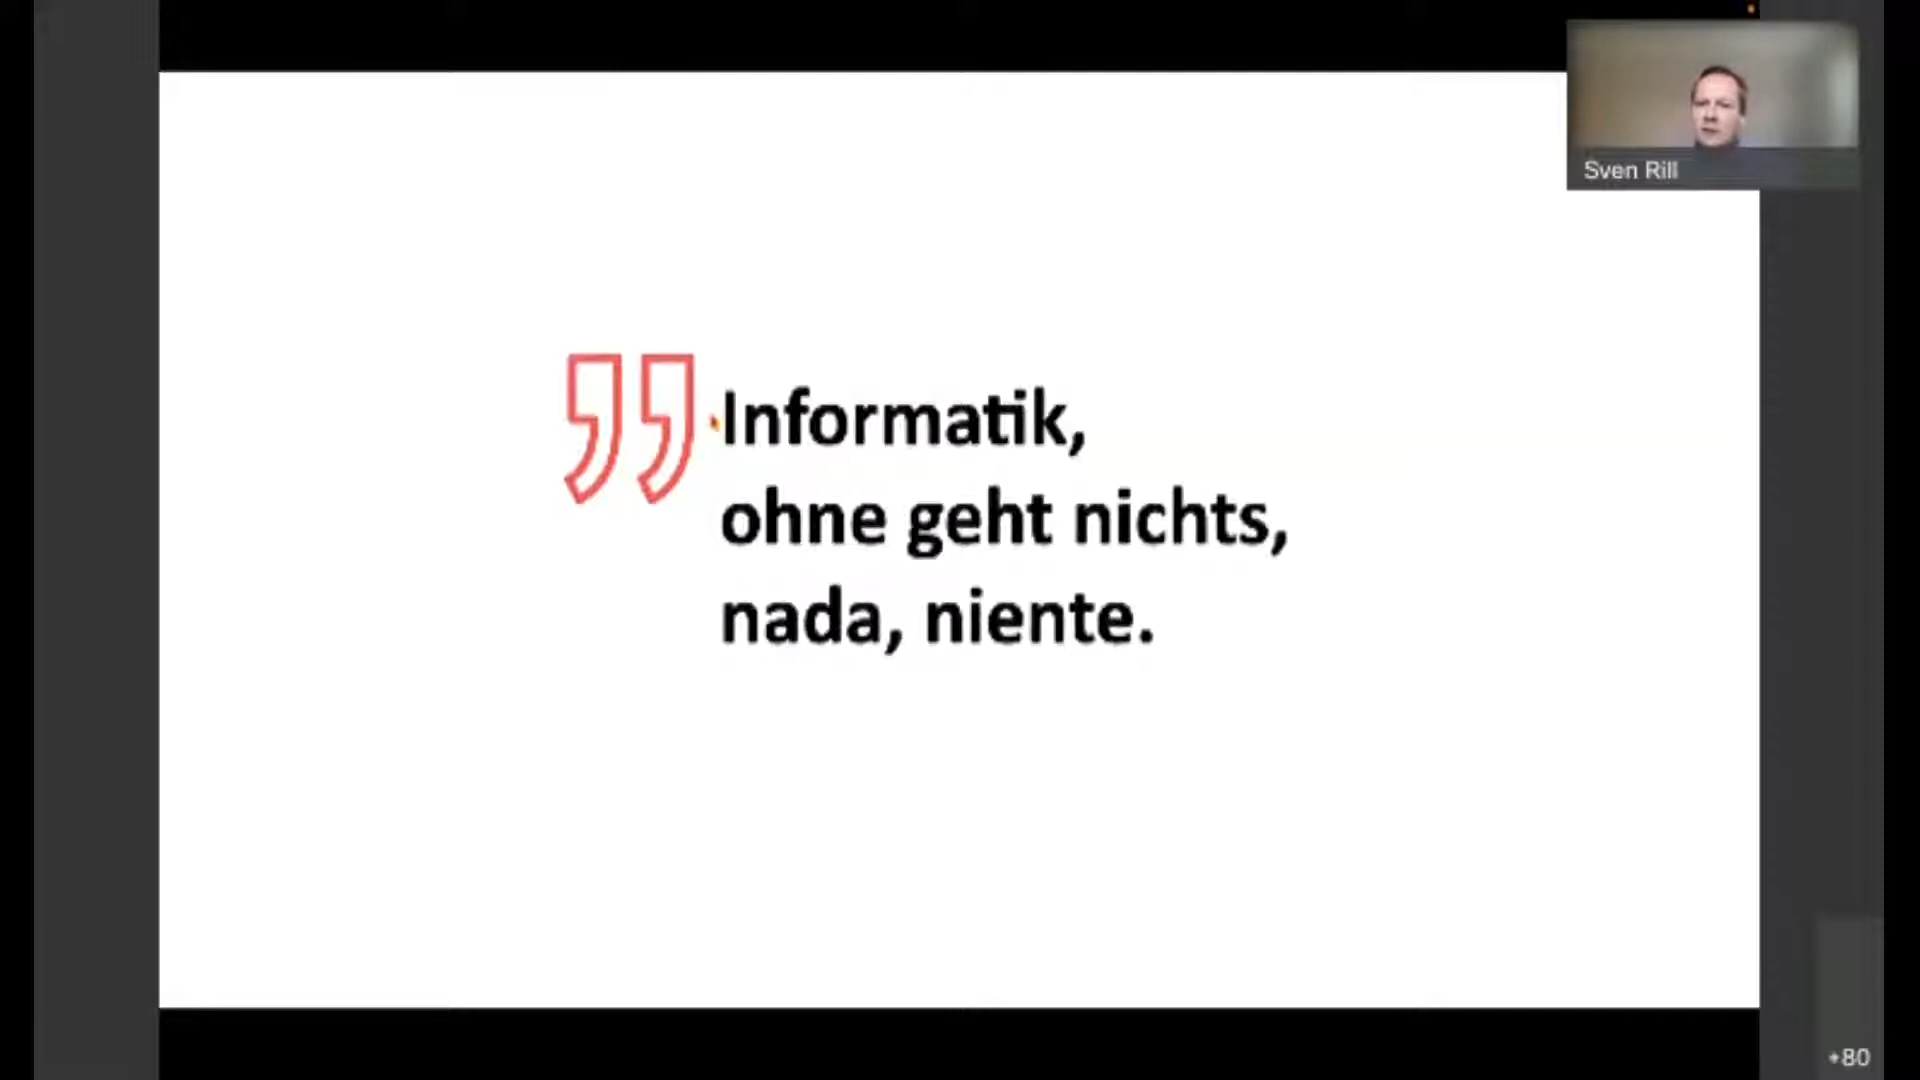 Sven Rill
Informatik,
ohne geht nichts,
nada, niente.
+80